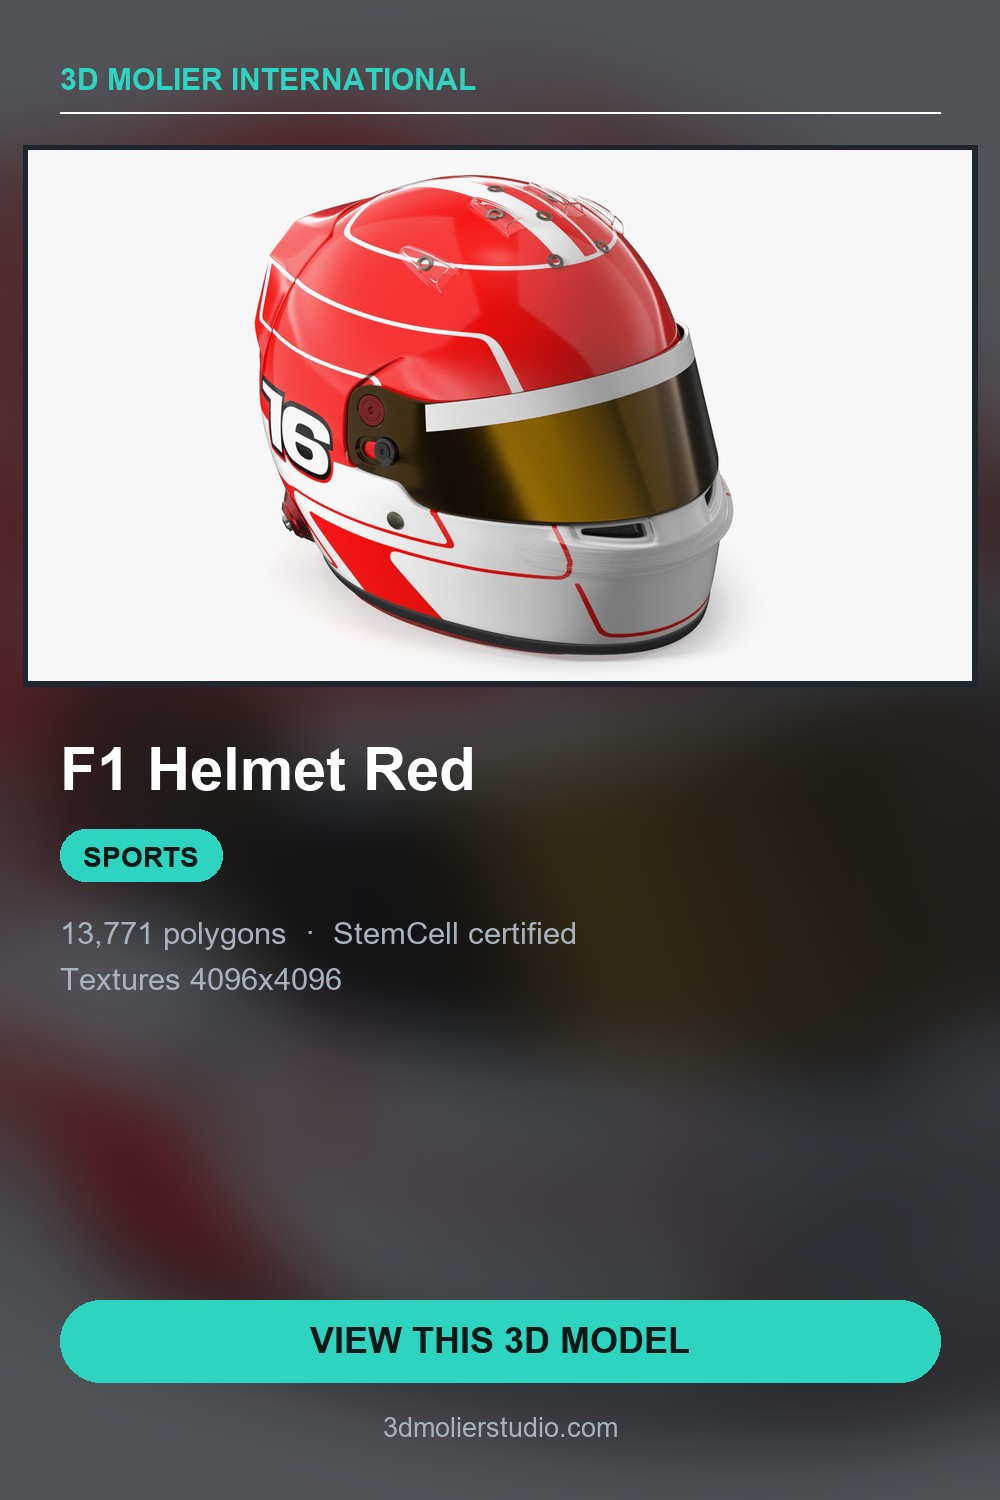 3D MOLIER INTERNATIONAL
16
F1 Helmet Red
SPORTS
13,771 polygons · StemCell certified
Textures 4096x4096
VIEW THIS 3D MODEL
3dmolierstudio.com